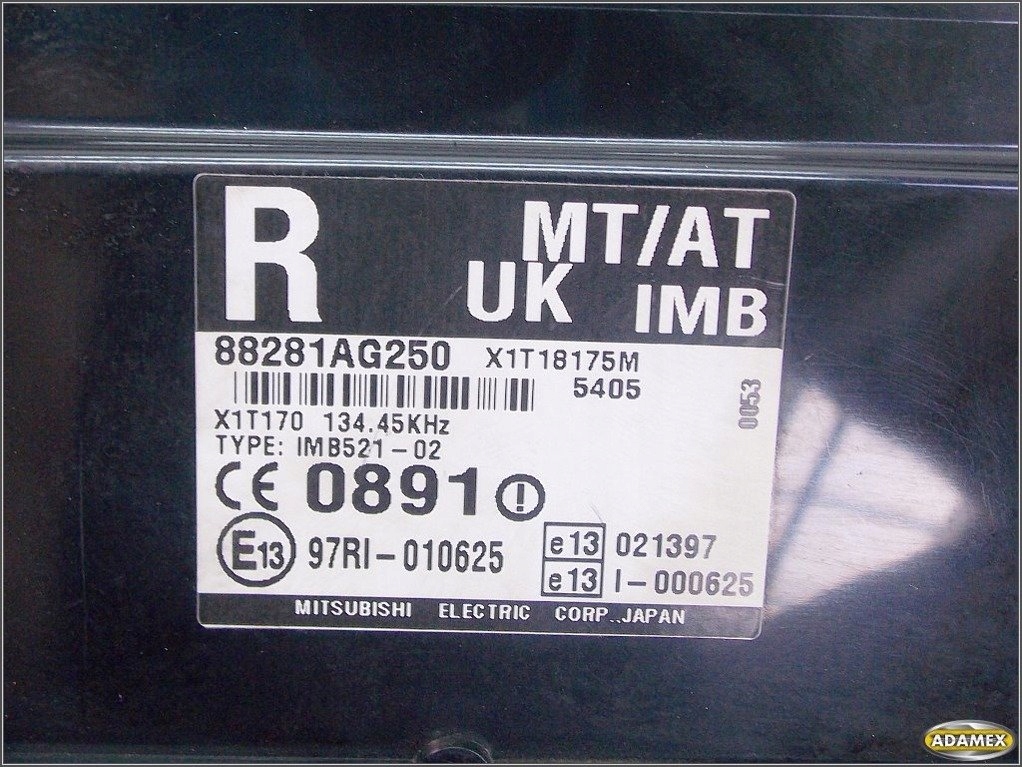 R MT/AT
UK IMB
88281AG250 X1T18175M
5405
0053
X1T170 134.45KHz
TYPE: IMB521-02
CE 0891 !
E13 97RI-010625
e13 021397
e13 I-000625
MITSUBISHI ELECTRIC CORP.,JAPAN
ADAMEX